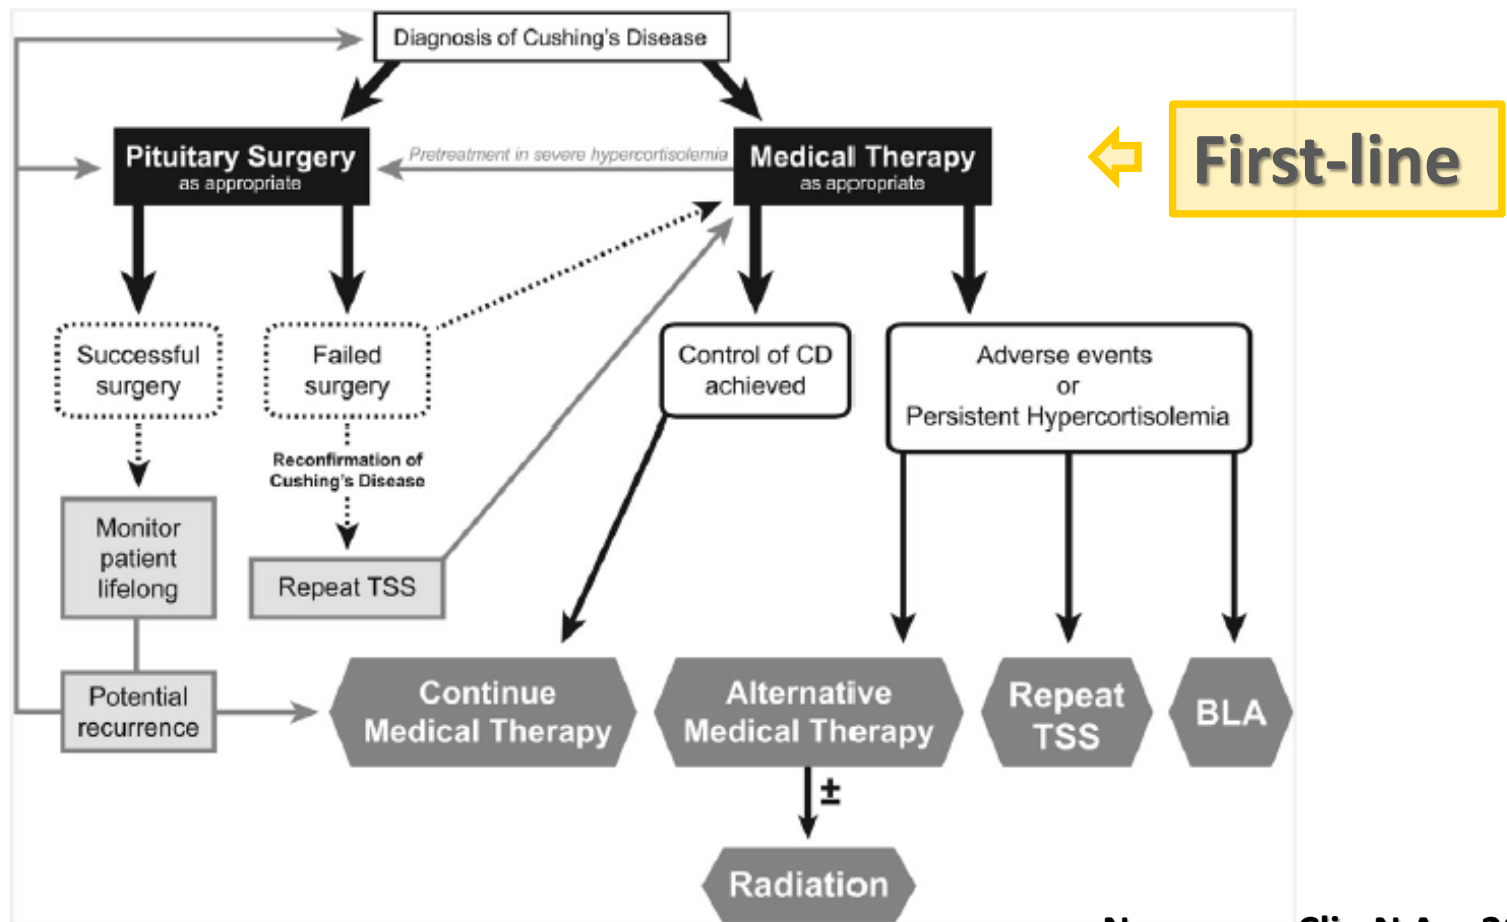 Diagnosis of Cushing's Disease
Pituitary Surgery
as appropriate
Pretreatment in severe hypercortisolemia
Medical Therapy
as appropriate
First-line
Successful
surgery
Failed
surgery
Control of CD
achieved
Adverse events
or
Persistent Hypercortisolemia
Reconfirmation of
Cushing's Disease
Monitor
patient
lifelong
Repeat TSS
Potential
recurrence
Continue
Medical Therapy
Alternative
Medical Therapy
Repeat
TSS
BLA
±
Radiation